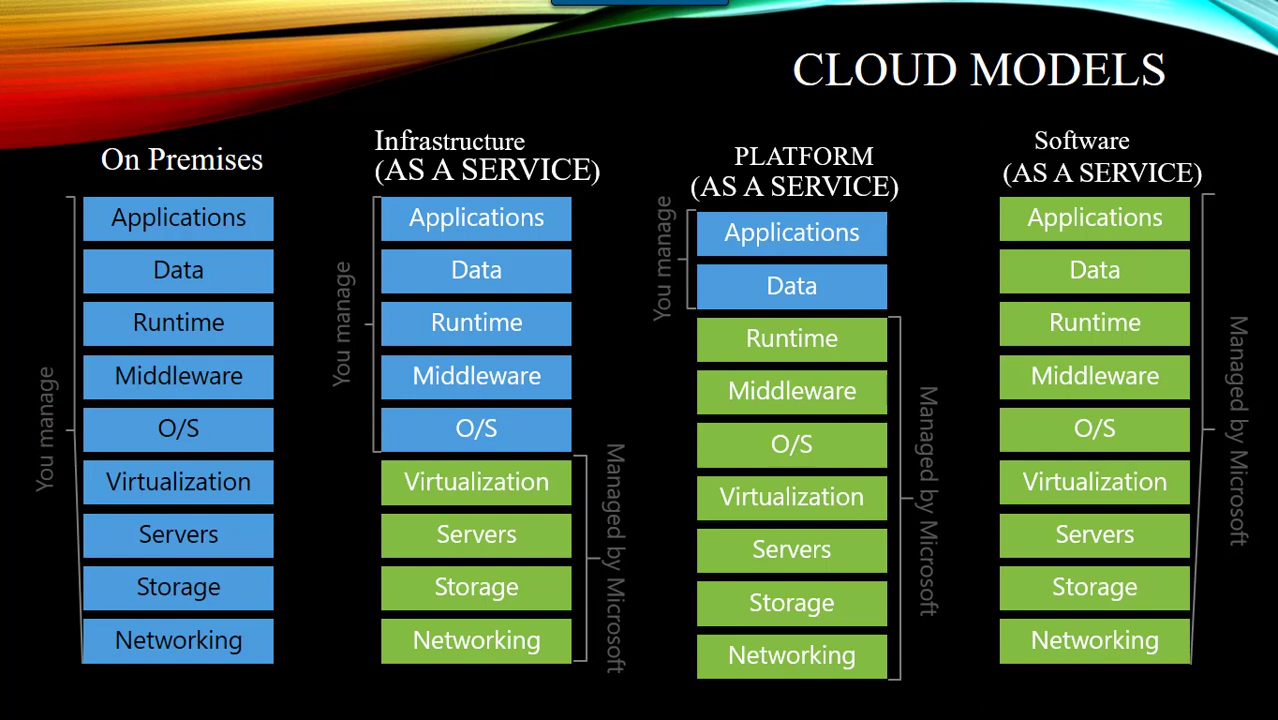 CLOUD MODELS
On Premises
You manage
Applications
Data
Runtime
Middleware
O/S
Virtualization
Servers
Storage
Networking
Infrastructure
(AS A SERVICE)
You manage
Applications
Data
Runtime
Middleware
O/S
Virtualization
Servers
Storage
Networking
Managed by Microsoft
PLATFORM
(AS A SERVICE)
You manage
Applications
Data
Runtime
Middleware
O/S
Virtualization
Servers
Storage
Networking
Managed by Microsoft
Software
(AS A SERVICE)
Applications
Data
Runtime
Middleware
O/S
Virtualization
Servers
Storage
Networking
Managed by Microsoft